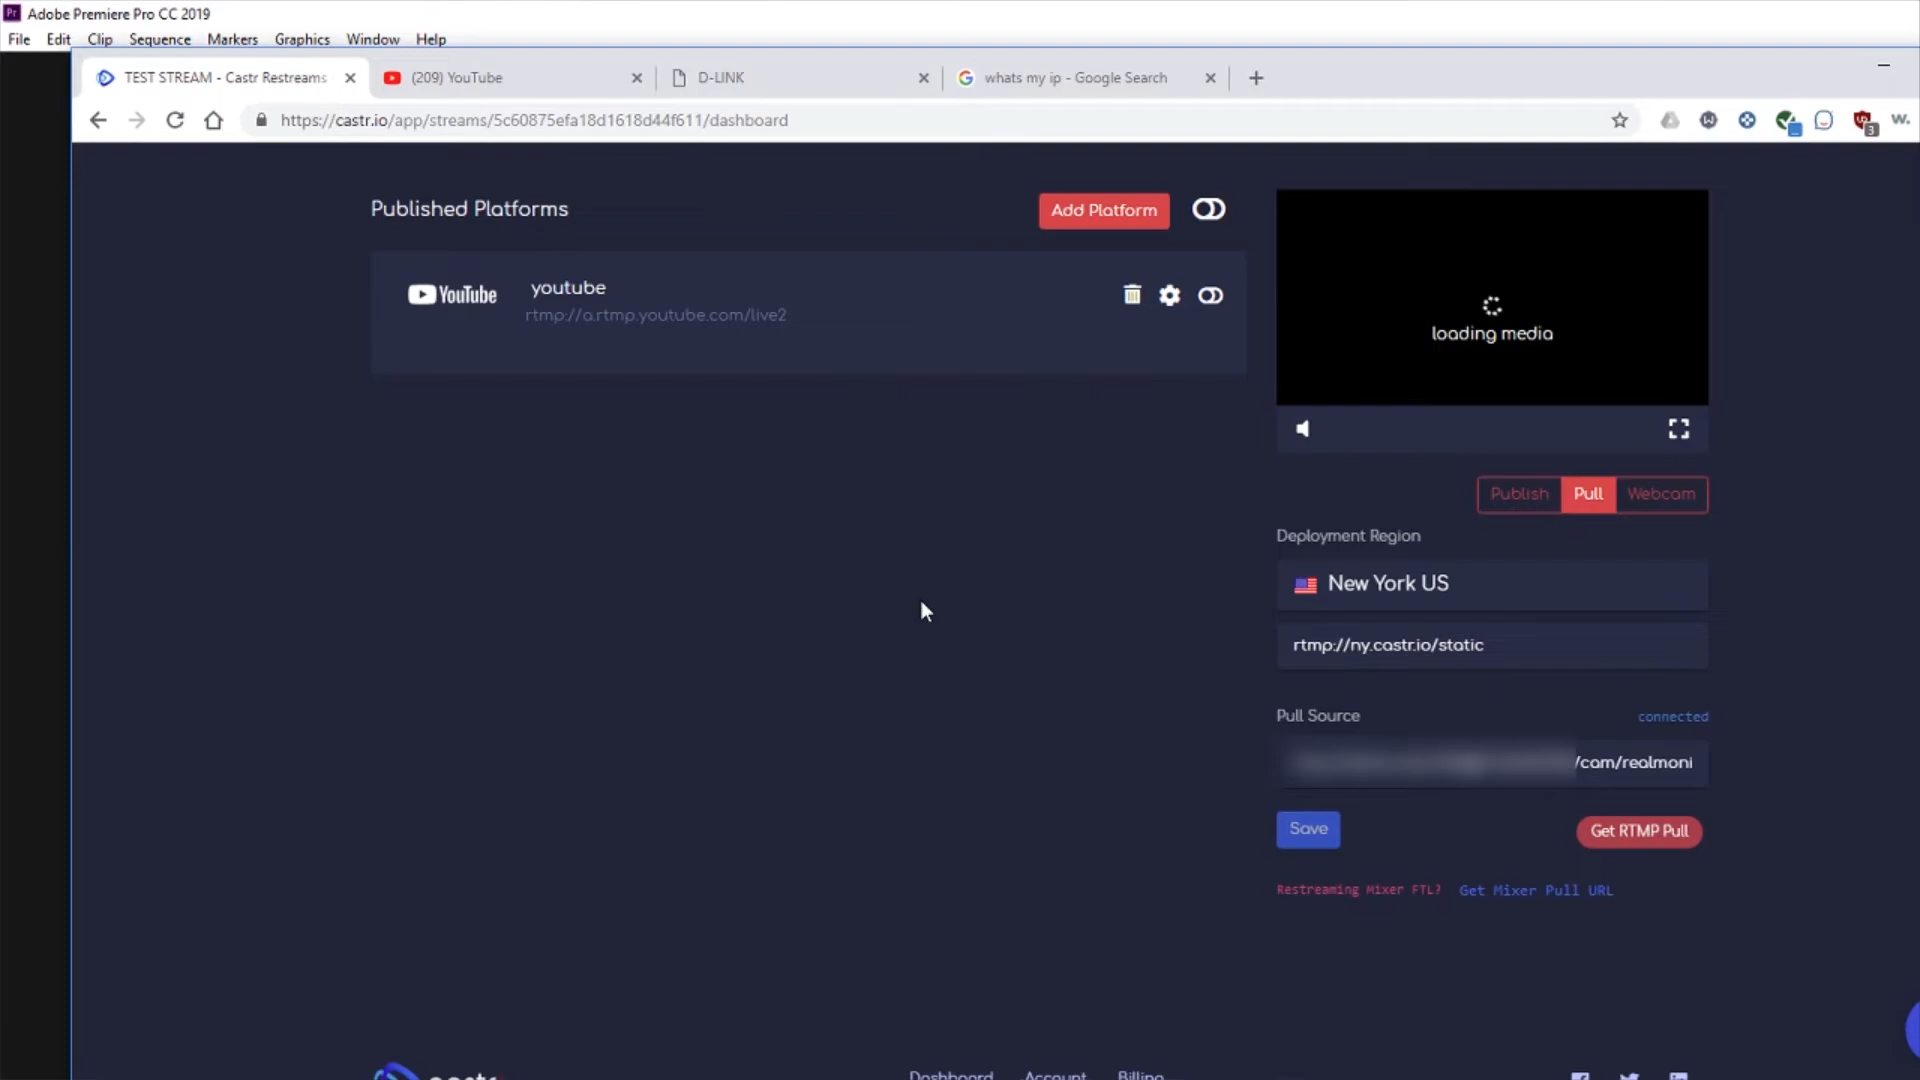 Adobe Premiere Pro CC 2019
File Edit Clip Sequence Markers Graphics Window Help
TEST STREAM - Castr Restreams
(209) YouTube
D-LINK
whats my ip - Google Search
https://castr.io/app/streams/5c60875efa18d1618d44f611/dashboard
3
w.
Published Platforms
Add Platform
YouTube
youtube
rtmp://a.rtmp.youtube.com/live2
loading media
Publish Pull Webcam
Deployment Region
New York US
rtmp://ny.castr.io/static
Pull Source
connected
/cam/realmoni
Save
Get RTMP Pull
Restreaming Mixer FTL? Get Mixer Pull URL
castr
Dashboard Account Billing